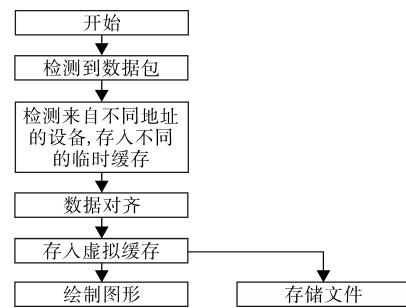 开始
检测到数据包
检测来自不同地址
的设备,存入不同
的临时缓存
数据对齐
存入虚拟缓存
绘制图形
存储文件